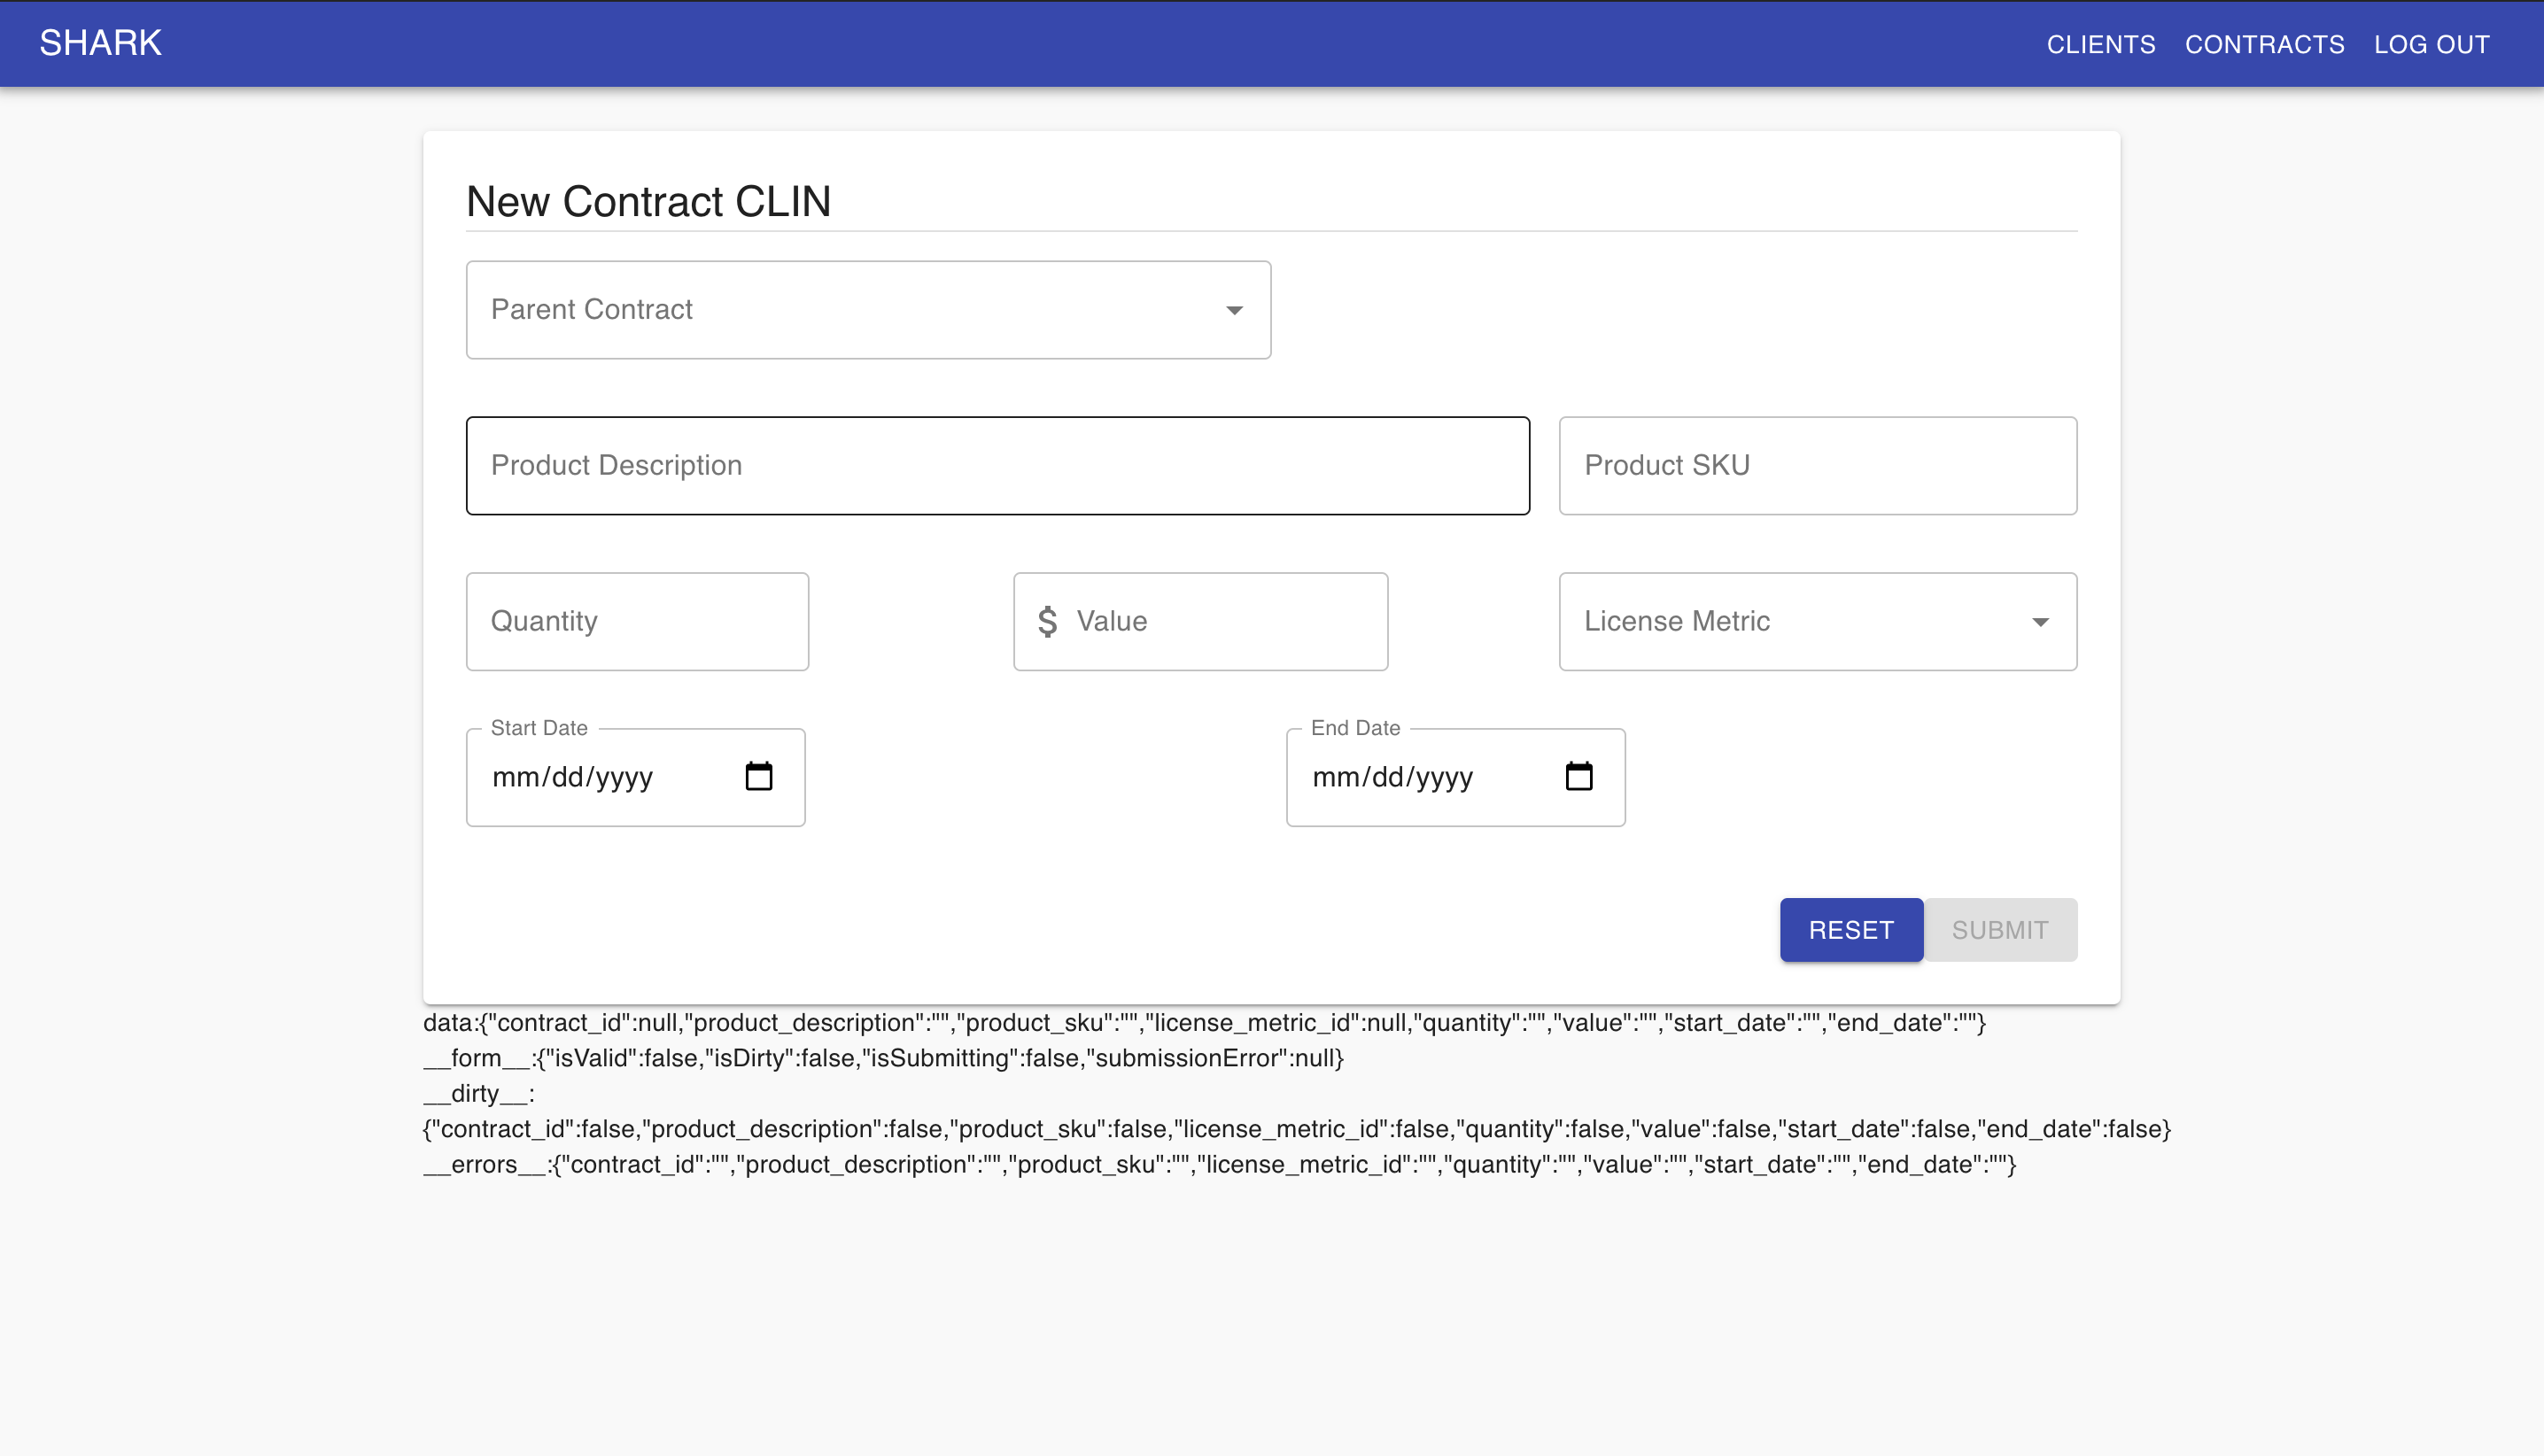 SHARK
CLIENTS CONTRACTS LOG OUT
New Contract CLIN
Parent Contract
Product Description
Product SKU
Quantity
$ Value
License Metric
Start Date
mm/dd/yyyy
End Date
mm/dd/yyyy
RESET
SUBMIT
data:{"contract_id":null,"product_description":"","product_sku":"","license_metric_id":null,"quantity":"","value":"","start_date":"","end_date":""}
__form__:{"isValid":false,"isDirty":false,"isSubmitting":false,"submissionError":null}
__dirty__:
{"contract_id":false,"product_description":false,"product_sku":false,"license_metric_id":false,"quantity":false,"value":false,"start_date":false,"end_date":false}
__errors__:{"contract_id":"","product_description":"","product_sku":"","license_metric_id":"","quantity":"","value":"","start_date":"","end_date":""}